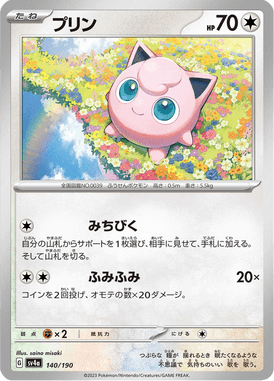 たね プリン HP70
全国図鑑NO.0039 ふうせんポケモン 高さ:0.5m 重さ:5.5kg
みちびく
自分の山札からサポートを1枚選び、相手に見せて、手札に加える。
そして山札を切る。
ふみふみ 20×
コインを2回投げ、オモテの数×20ダメージ。
弱点 ×2 抵抗力 にげる
Illus. saino misaki
G sv4a 140/190
つぶらな 瞳が 揺れるとき 眠たくなるような
不思議で 気持ちのいい 歌を 歌う。
©2023 Pokémon/Nintendo/Creatures/GAME FREAK.